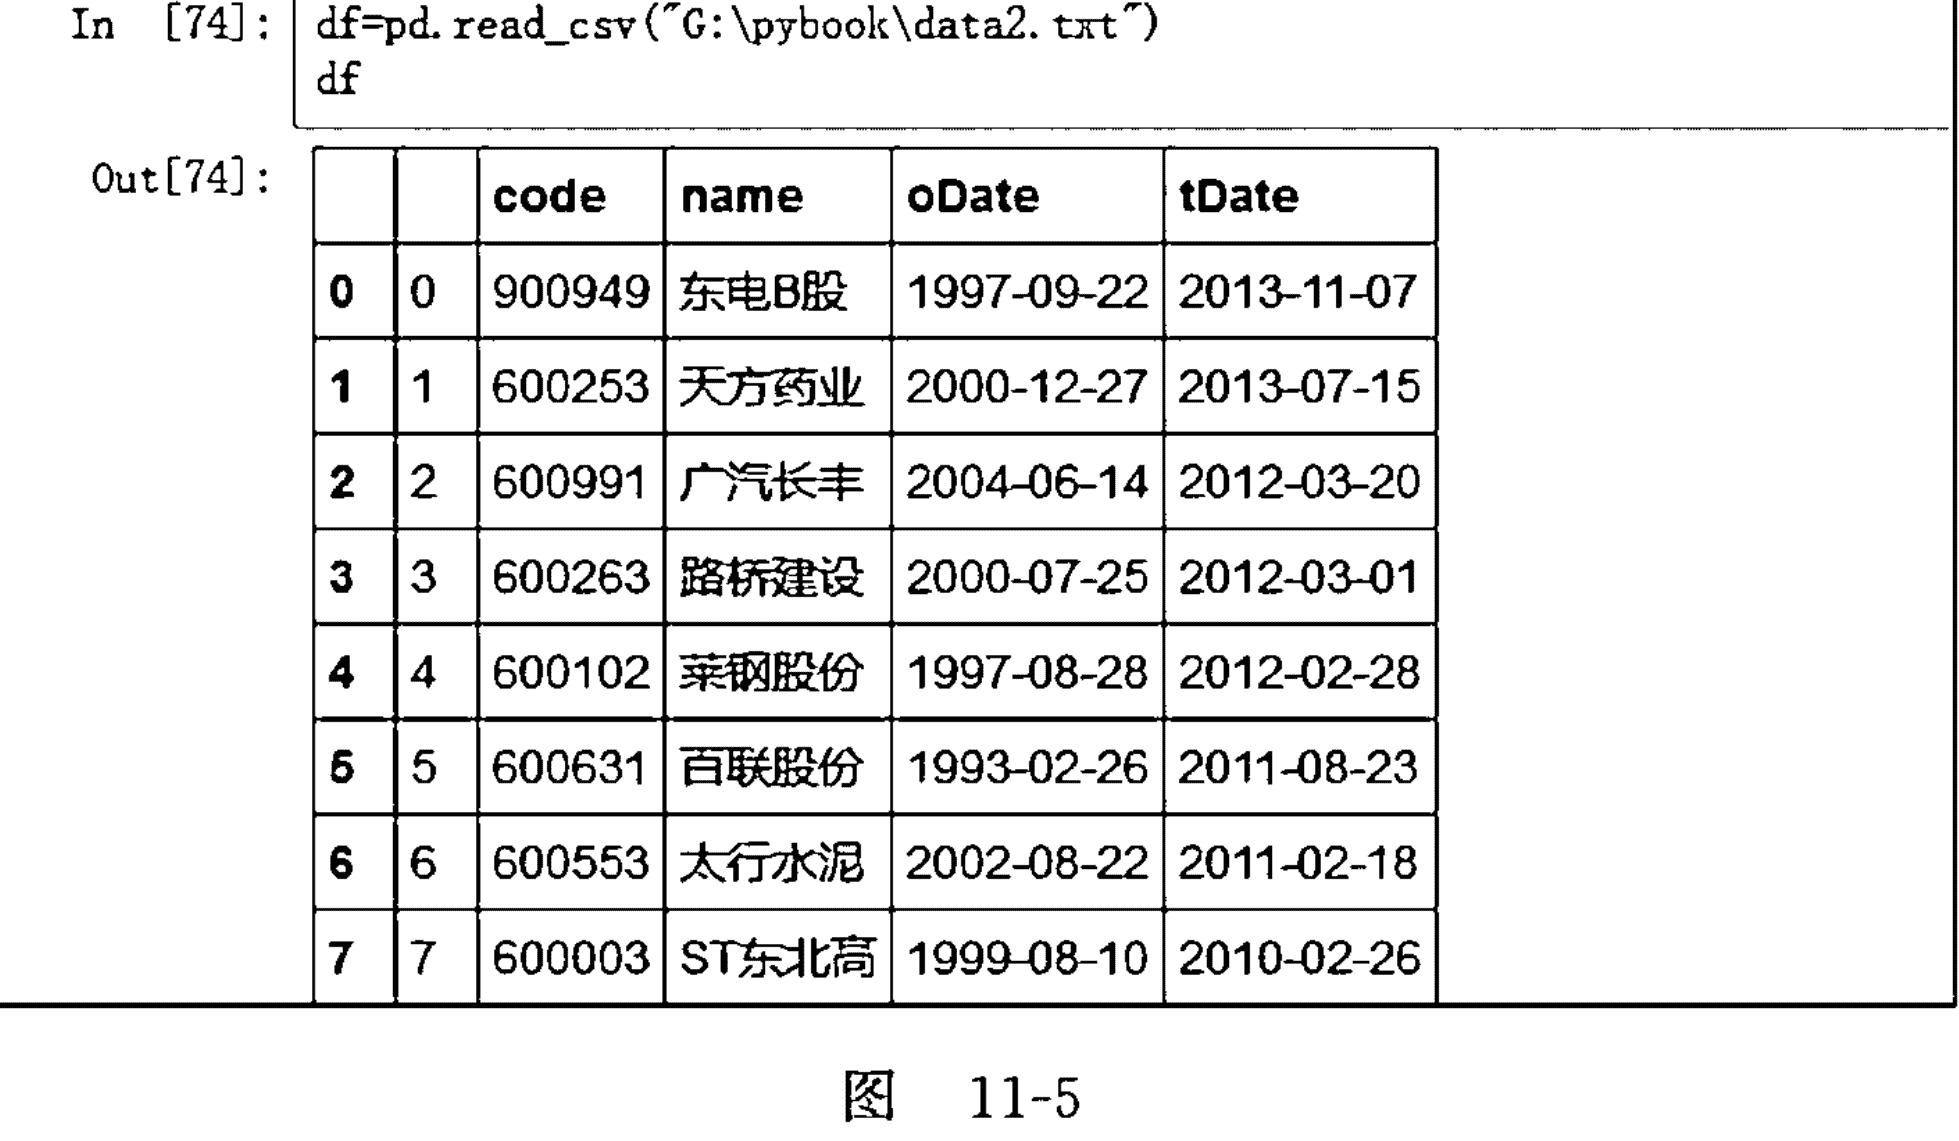 In [74]: df=pd.read_csv("G:\pybook\data2.txt")
df
Out[74]:
code name oDate tDate
0 0 900949 东电B股 1997-09-22 2013-11-07
1 1 600253 天方药业 2000-12-27 2013-07-15
2 2 600991 广汽长丰 2004-06-14 2012-03-20
3 3 600263 路桥建设 2000-07-25 2012-03-01
4 4 600102 莱钢股份 1997-08-28 2012-02-28
5 5 600631 百联股份 1993-02-26 2011-08-23
6 6 600553 太行水泥 2002-08-22 2011-02-18
7 7 600003 ST东北高 1999-08-10 2010-02-26
图 11-5